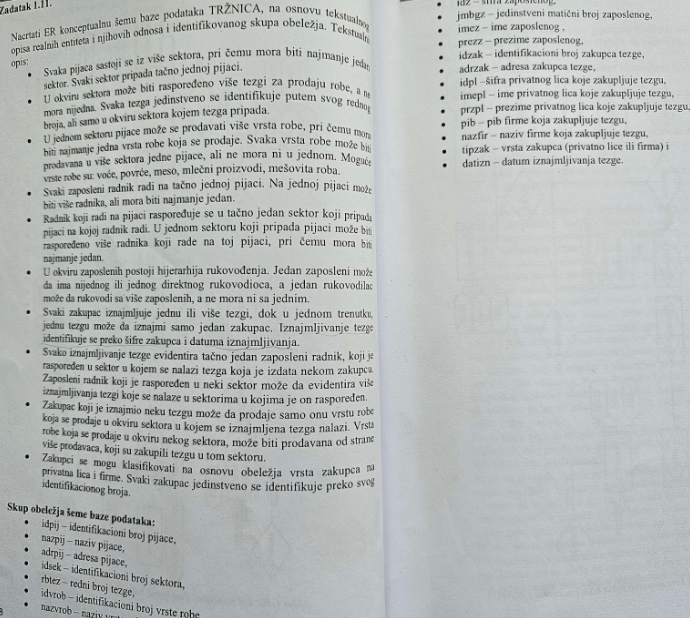 Zadatak 1.11.
Nacrtati ER konceptualnu šemu baze podataka TRŽNICA, na osnovu tekstualnog
opisa realnih entiteta i njihovih odnosa i identifikovanog skupa obeležja. Tekstualni
opis:
• Svaka pijaca sastoji se iz više sektora, pri čemu mora biti najmanje jedan
sektor. Svaki sektor pripada tačno jednoj pijaci.
• U okviru sektora može biti raspoređeno više tezgi za prodaju robe, a ne
mora nijedna. Svaka tezga jedinstveno se identifikuje putem svog rednog
broja, ali samo u okviru sektora kojem tezga pripada.
• U jednom sektoru pijace može se prodavati više vrsta robe, pri čemu mora
biti najmanje jedna vrsta robe koja se prodaje. Svaka vrsta robe može biti
prodavana u više sektora jedne pijace, ali ne mora ni u jednom. Moguće
vrste robe su: voće, povrće, meso, mlečni proizvodi, mešovita roba.
• Svaki zaposleni radnik radi na tačno jednoj pijaci. Na jednoj pijaci može
biti više radnika, ali mora biti najmanje jedan.
• Radnik koji radi na pijaci raspoređuje se u tačno jedan sektor koji pripada
pijaci na kojoj radnik radi. U jednom sektoru koji pripada pijaci može biti
raspoređeno više radnika koji rade na toj pijaci, pri čemu mora biti
najmanje jedan.
• U okviru zaposlenih postoji hijerarhija rukovođenja. Jedan zaposleni može
da ima nijednog ili jednog direktnog rukovodioca, a jedan rukovodilac
može da rukovodi sa više zaposlenih, a ne mora ni sa jednim.
• Svaki zakupac iznajmljuje jednu ili više tezgi, dok u jednom trenutku,
jednu tezgu može da iznajmi samo jedan zakupac. Iznajmljivanje tezge
identifikuje se preko šifre zakupca i datuma iznajmljivanja.
• Svako iznajmljivanje tezge evidentira tačno jedan zaposleni radnik, koji je
raspoređen u sektor u kojem se nalazi tezga koja je izdata nekom zakupcu.
Zaposleni radnik koji je raspoređen u neki sektor može da evidentira više
iznajmljivanja tezgi koje se nalaze u sektorima u kojima je on raspoređen.
• Zakupac koji je iznajmio neku tezgu može da prodaje samo onu vrstu robe
koja se prodaje u okviru sektora u kojem se iznajmljena tezga nalazi. Vrsta
robe koja se prodaje u okviru nekog sektora, može biti prodavana od strane
više prodavaca, koji su zakupili tezgu u tom sektoru.
• Zakupci se mogu klasifikovati na osnovu obeležja vrsta zakupca na
privatna lica i firme. Svaki zakupac jedinstveno se identifikuje preko svog
identifikacionog broja.
Skup obeležja šeme baze podataka:
• idpij – identifikacioni broj pijace,
• nazpij – naziv pijace,
• adrpij – adresa pijace,
• idsek – identifikacioni broj sektora,
• rbtez – redni broj tezge,
• idvrob – identifikacioni broj vrste robe
• nazvrob – naziv
• idz – šifra zaposlenog,
• jmbgz – jedinstveni matični broj zaposlenog,
• imez – ime zaposlenog ,
• prezz – prezime zaposlenog,
• idzak – identifikacioni broj zakupca tezge,
• adrzak – adresa zakupca tezge,
• idpl –šifra privatnog lica koje zakupljuje tezgu,
• imepl – ime privatnog lica koje zakupljuje tezgu,
• przpl – prezime privatnog lica koje zakupljuje tezgu,
• pib – pib firme koja zakupljuje tezgu,
• nazfir – naziv firme koja zakupljuje tezgu,
• tipzak – vrsta zakupca (privatno lice ili firma) i
• datizn – datum iznajmljivanja tezge.